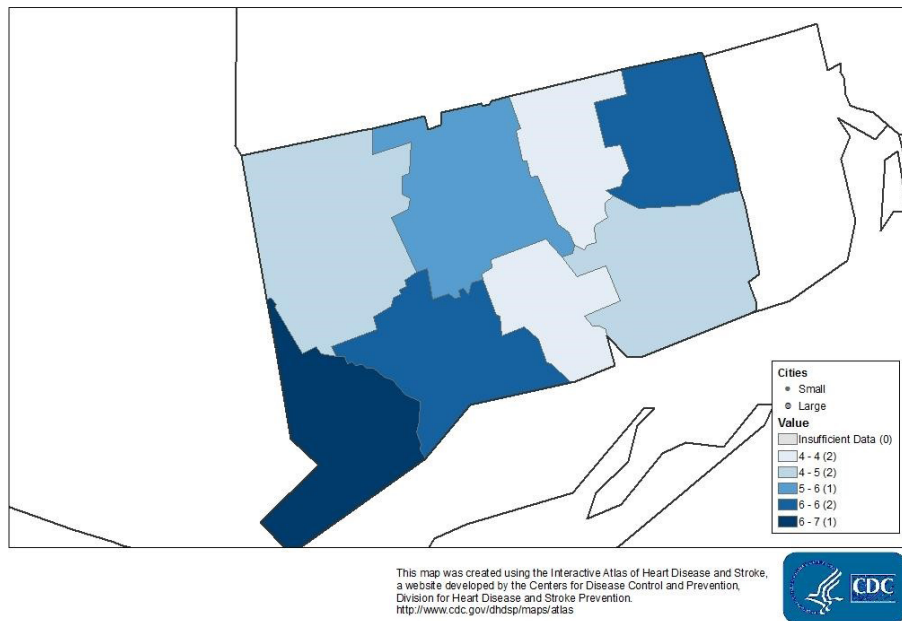 Cities
Small
Large
Value
Insufficient Data (0)
4 - 4 (2)
4 - 5 (2)
5 - 6 (1)
6 - 6 (2)
6 - 7 (1)
This map was created using the Interactive Atlas of Heart Disease and Stroke,
a website developed by the Centers for Disease Control and Prevention,
Division for Heart Disease and Stroke Prevention.
http://www.cdc.gov/dhdsp/maps/atlas
CDC